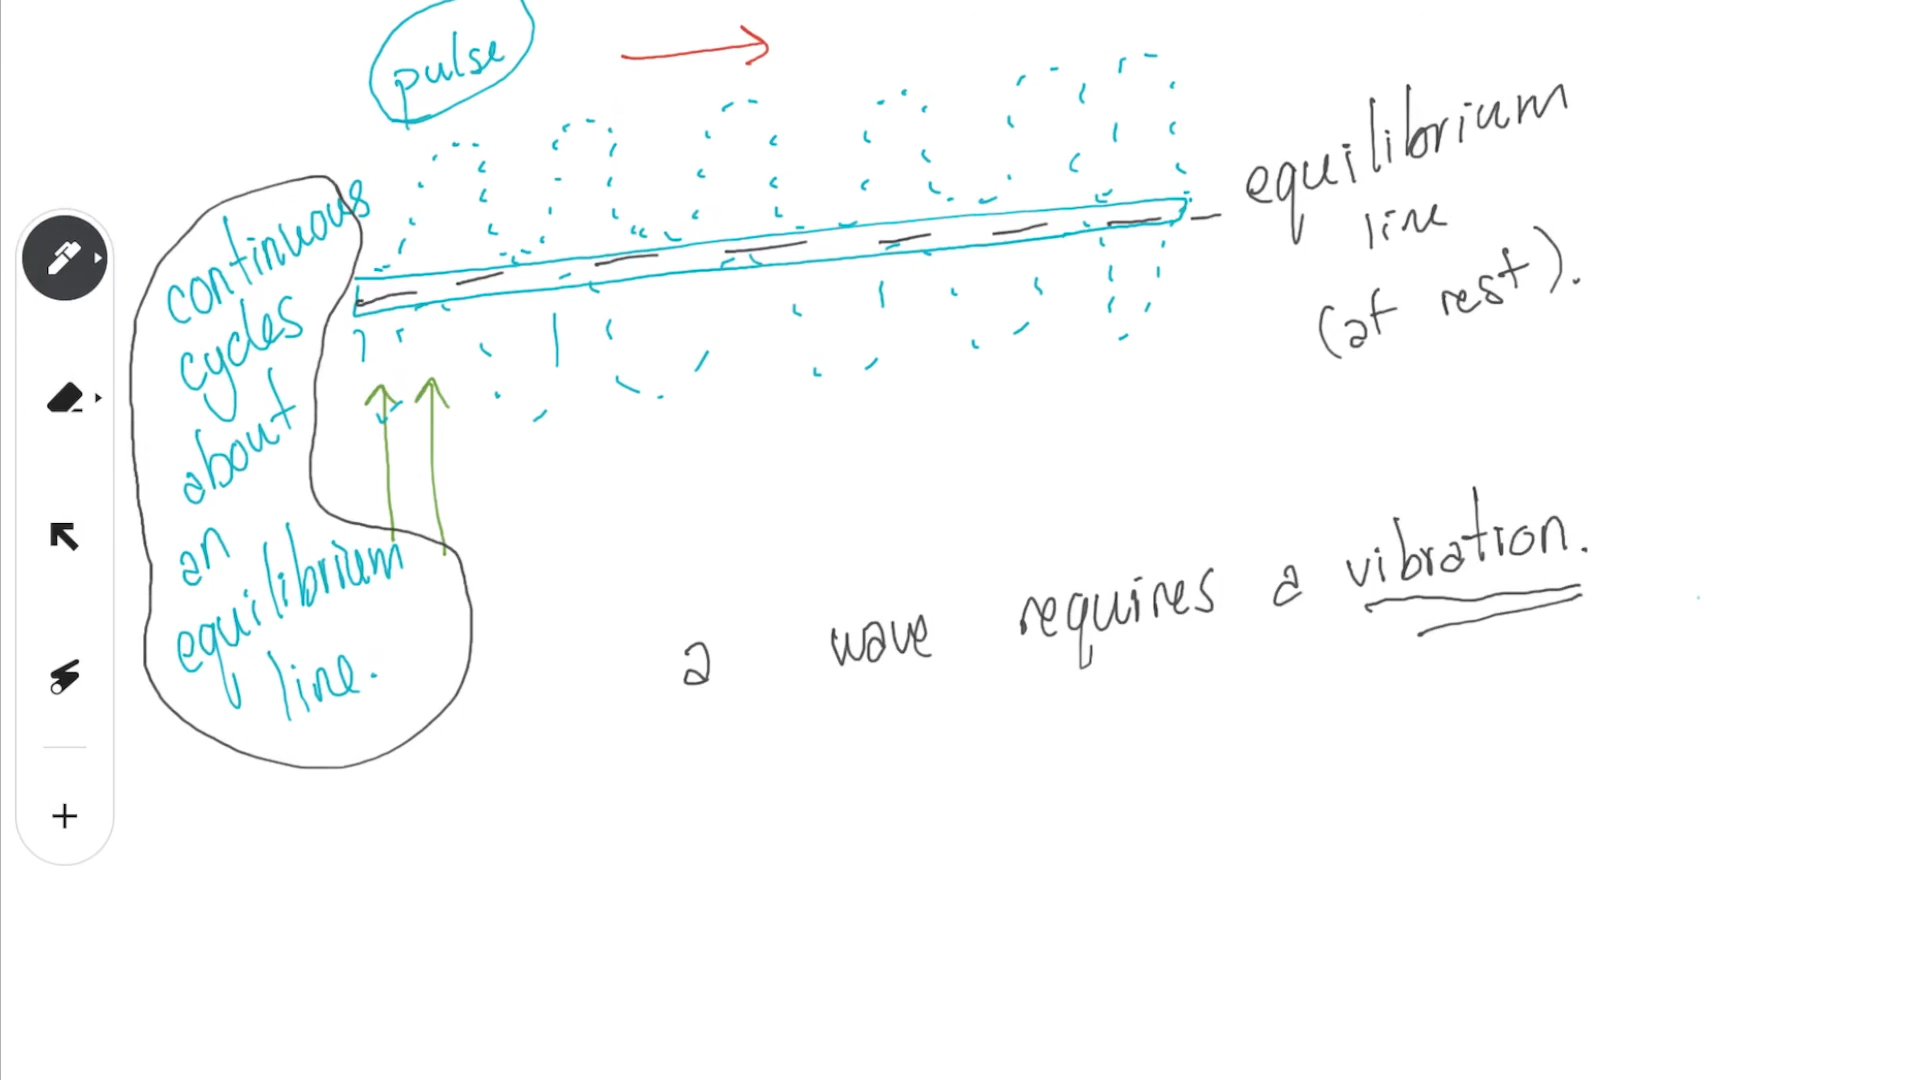 pulse
equilibrium
line
(at rest).
continuous
cycles
about
an
equilibrium
line.
a wave requires a vibration.